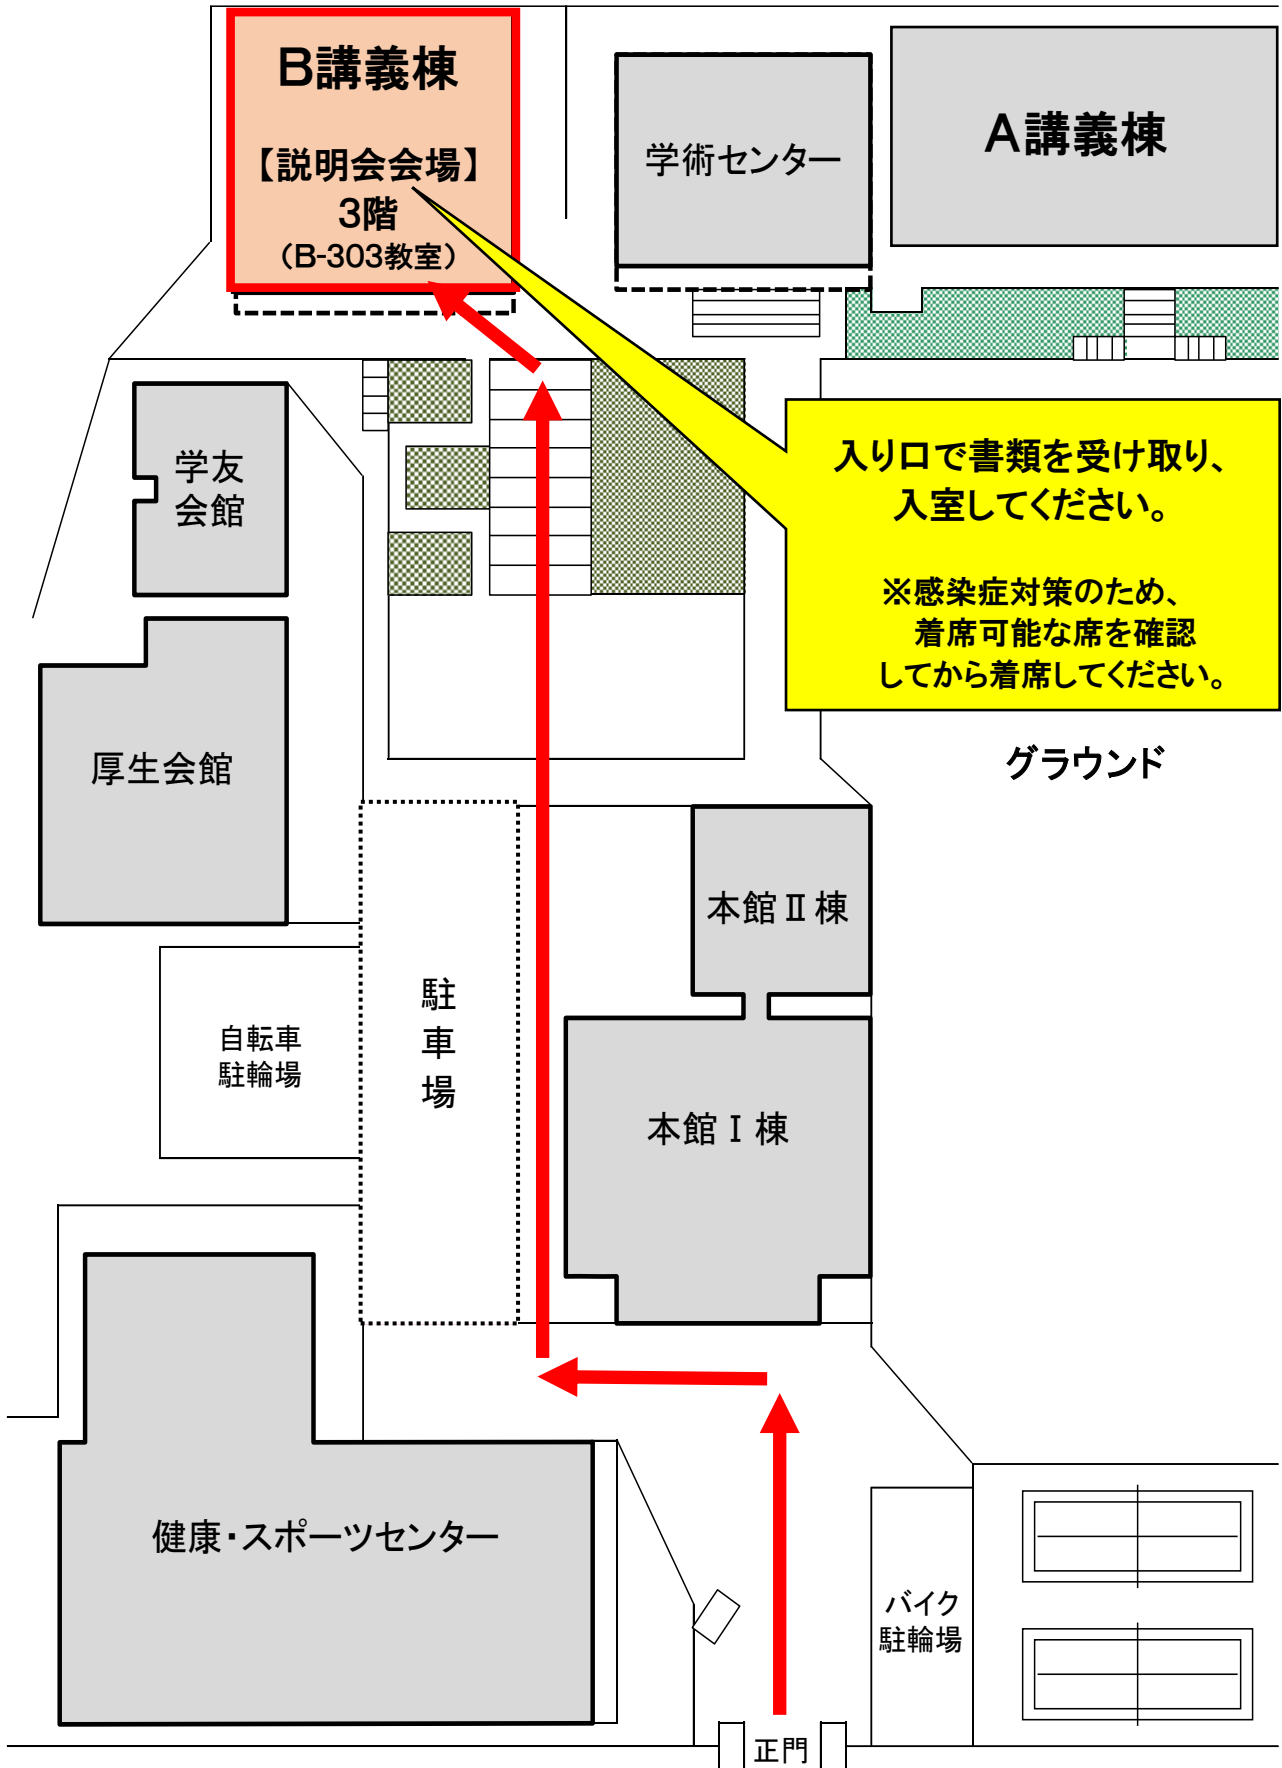 B講義棟
【説明会会場】
3階
（B-303教室）
学術センター
A講義棟
入り口で書類を受け取り、
入室してください。
※感染症対策のため、
着席可能な席を確認
してから着席してください。
学友
会館
厚生会館
グラウンド
本館Ⅱ棟
自転車
駐輪場
駐
車
場
本館Ⅰ棟
健康・スポーツセンター
バイク
駐輪場
正門